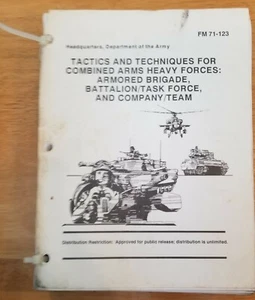 FM 71-123
Headquarters, Department of the Army
TACTICS AND TECHNIQUES FOR
COMBINED ARMS HEAVY FORCES:
ARMORED BRIGADE,
BATTALION/TASK FORCE,
AND COMPANY/TEAM
Distribution Restriction: Approved for public release; distribution is unlimited.